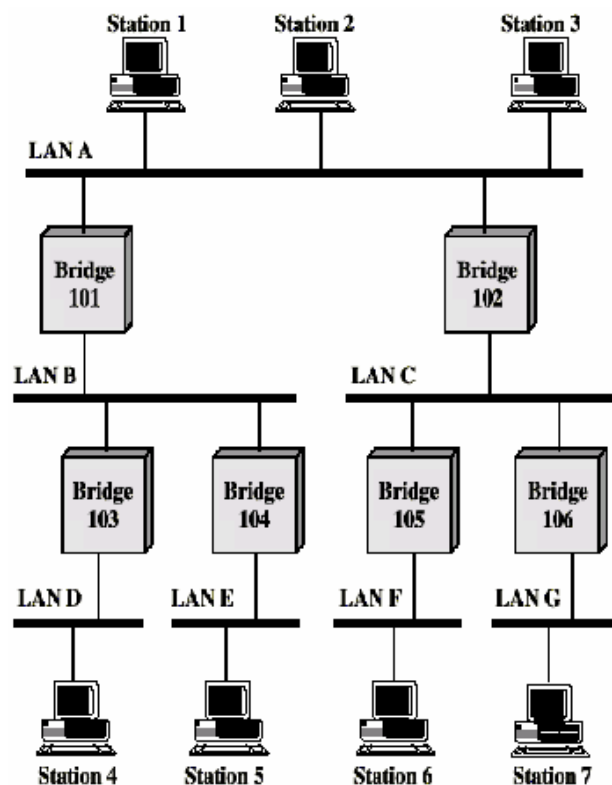 Station 1 Station 2 Station 3
LAN A
Bridge 101
Bridge 102
LAN B
LAN C
Bridge 103
Bridge 104
Bridge 105
Bridge 106
LAN D
LAN E
LAN F
LAN G
Station 4 Station 5 Station 6 Station 7